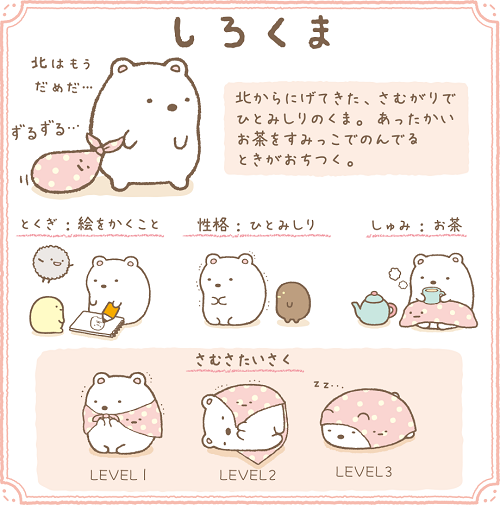 しろくま
北はもう
だめだ…
ずるずる…
北からにげてきた、さむがりで
ひとみしりのくま。あったかい
お茶をすみっこでのんでる
ときがおちつく。
とくぎ：絵をかくこと
性格：ひとみしり
しゅみ：お茶
さむさたいさく
zz...
LEVEL1
LEVEL2
LEVEL3